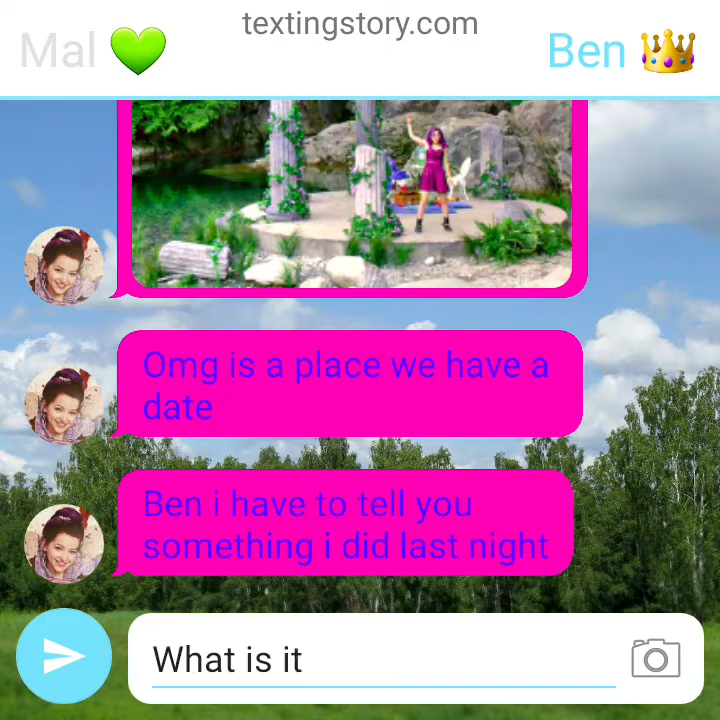 textingstory.com
Mal 💚
Ben 👑
Omg is a place we have a
date
Ben i have to tell you
something i did last night
What is it